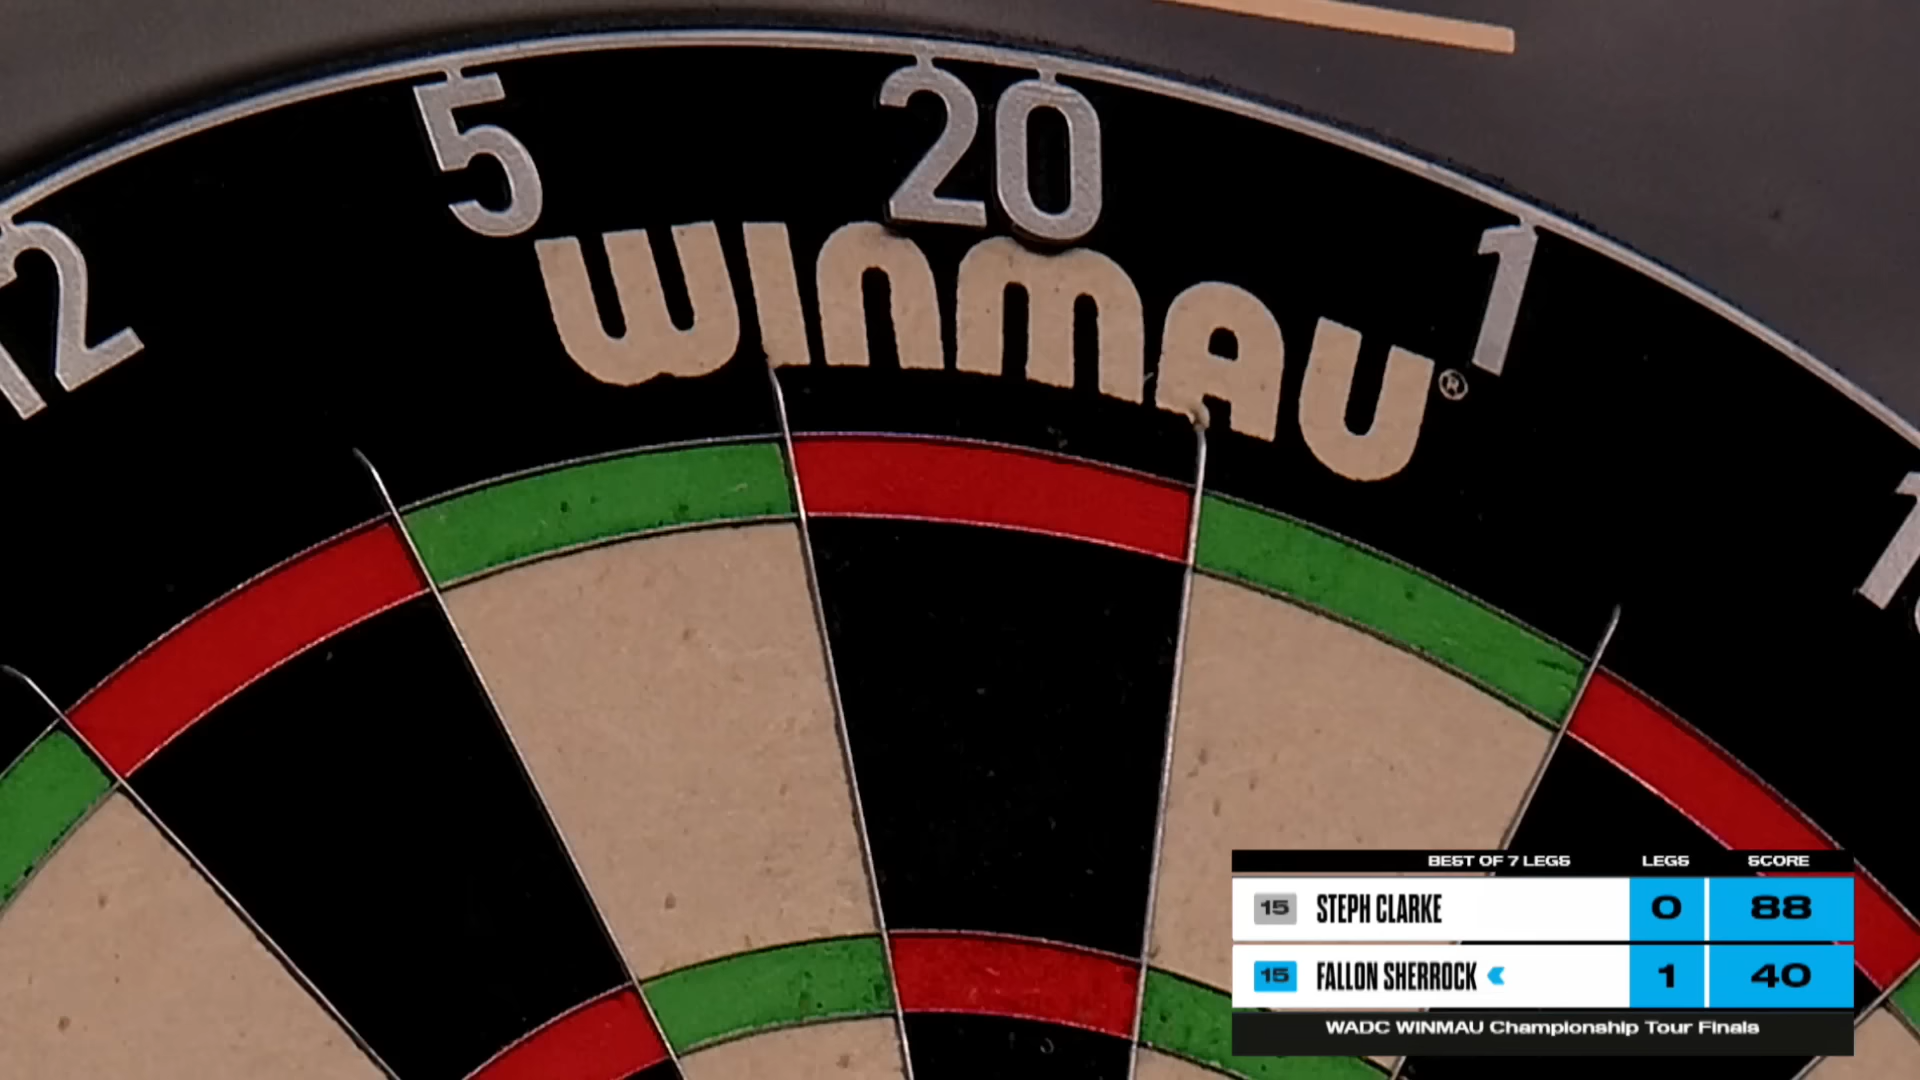 5 20 1
12
WINMAU®
BEST OF 7 LEGS LEGS SCORE
15 STEPH CLARKE 0 88
15 FALLON SHERROCK 1 40
WADC WINMAU Championship Tour Finals